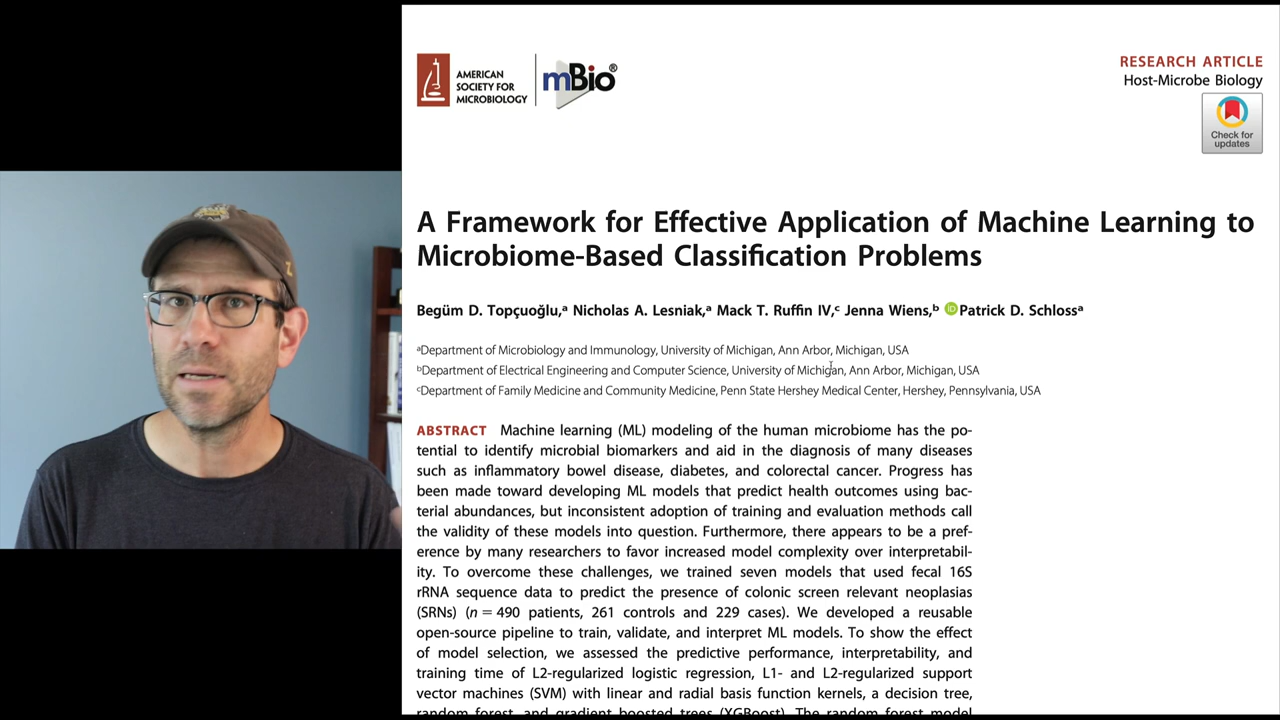 AMERICAN
SOCIETY FOR
MICROBIOLOGY
mBio®
RESEARCH ARTICLE
Host-Microbe Biology
Check for
updates
A Framework for Effective Application of Machine Learning to
Microbiome-Based Classification Problems
Begüm D. Topçuoğlu,ᵃ Nicholas A. Lesniak,ᵃ Mack T. Ruffin IV,ᶜ Jenna Wiens,ᵇ iD Patrick D. Schlossᵃ
ᵃDepartment of Microbiology and Immunology, University of Michigan, Ann Arbor, Michigan, USA
ᵇDepartment of Electrical Engineering and Computer Science, University of Michigan, Ann Arbor, Michigan, USA
ᶜDepartment of Family Medicine and Community Medicine, Penn State Hershey Medical Center, Hershey, Pennsylvania, USA
ABSTRACT Machine learning (ML) modeling of the human microbiome has the po-
tential to identify microbial biomarkers and aid in the diagnosis of many diseases
such as inflammatory bowel disease, diabetes, and colorectal cancer. Progress has
been made toward developing ML models that predict health outcomes using bac-
terial abundances, but inconsistent adoption of training and evaluation methods call
the validity of these models into question. Furthermore, there appears to be a pref-
erence by many researchers to favor increased model complexity over interpretabil-
ity. To overcome these challenges, we trained seven models that used fecal 16S
rRNA sequence data to predict the presence of colonic screen relevant neoplasias
(SRNs) (n = 490 patients, 261 controls and 229 cases). We developed a reusable
open-source pipeline to train, validate, and interpret ML models. To show the effect
of model selection, we assessed the predictive performance, interpretability, and
training time of L2-regularized logistic regression, L1- and L2-regularized support
vector machines (SVM) with linear and radial basis function kernels, a decision tree,
random forest, and gradient boosted trees (XGBoost). The random forest model